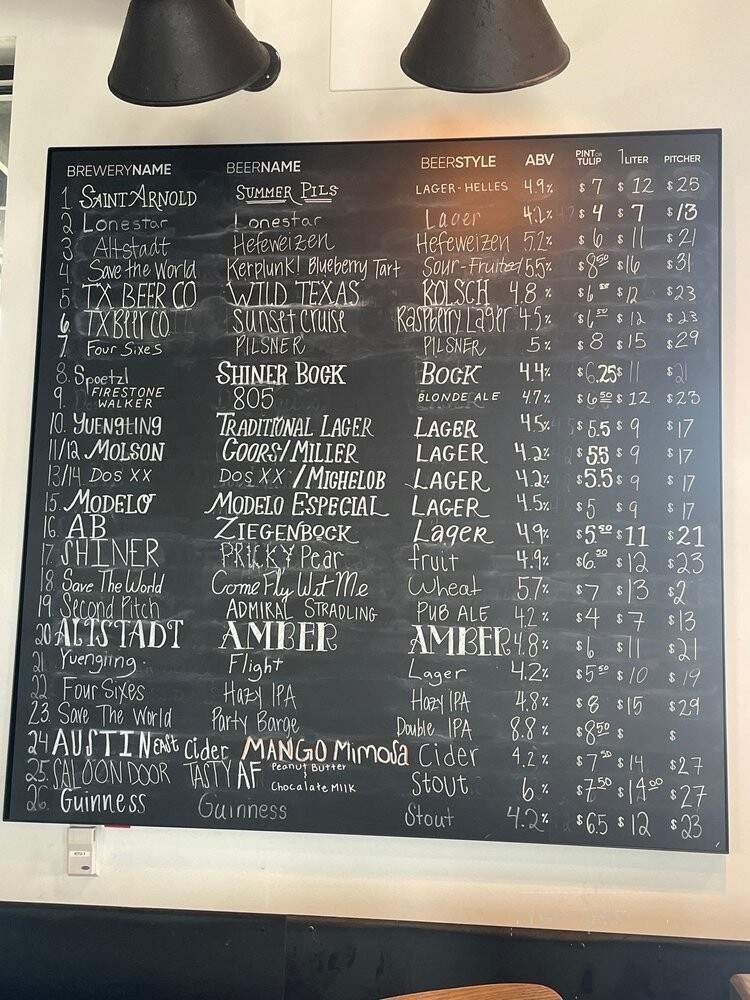 BREWERYNAME BEERNAME BEERSTYLE ABV PINT OR TULIP 1LITER PITCHER
1 SAINT ARNOLD SUMMER PILS LAGER-HELLES 4.9% $7 $12 $25
2 Lonestar Lonestar Lager 4.2% $4 $7 $13
3 Altstadt Hefeweizen Hefeweizen 5.2% $6 $11 $21
4. Save the World Kerplunk! Blueberry Tart Sour-Fruited 5.5% $8.50 $16 $31
5 TX BEER CO WILD TEXAS KOLSCH 4.8% $6.50 $12 $23
6 TX Beer CO. Sunset Cruise Raspberry Lager 4.5% $6.50 $12 $23
7. Four Sixes PILSNER PILSNER 5% $8 $15 $29
8. Spoetzl SHINER BOCK BOCK 4.4% $6.25 $11 $21
9. FIRESTONE WALKER 805 BLONDE ALE 4.7% $6.50 $12 $23
10. YUENGLING TRADITIONAL LAGER LAGER 4.5% $5.5 $9 $17
11/12 MOLSON COORS/MILLER LAGER 4.2% $5.5 $9 $17
13/14 DOS XX DOS XX/MICHELOB LAGER 4.2% $5.5 $9 $17
15. MODELO MODELO ESPECIAL LAGER 4.5% $5 $9 $17
16. AB ZIEGENBOCK Lager 4.9% $5.50 $11 $21
17. SHINER PRICKY Pear fruit 4.9% $6.50 $12 $23
18. Save The World Come Fly Wit Me Wheat 5.7% $7 $13 $2
19 Second Pitch ADMIRAL STRADLING PUB ALE 4.2% $4 $7 $13
20 ALTSTADT AMBER AMBER 4.8% $6 $11 $21
21 Yuengling. Flight Lager 4.2% $5.50 $10 $19
22 Four Sixes Hazy IPA Hazy IPA 4.8% $8 $15 $29
23. Save The World Party Barge Double IPA 8.8% $8.50 $ $
24 AUSTIN EAST Cider MANGO Mimosa Cider 4.2% $7.50 $14 $27
25. SALOON DOOR TASTY AF Peanut Butter & Chocalate Milk Stout 6% $7.50 $14.00 $27
26. Guinness Guinness Stout 4.2% $6.5 $12 $23